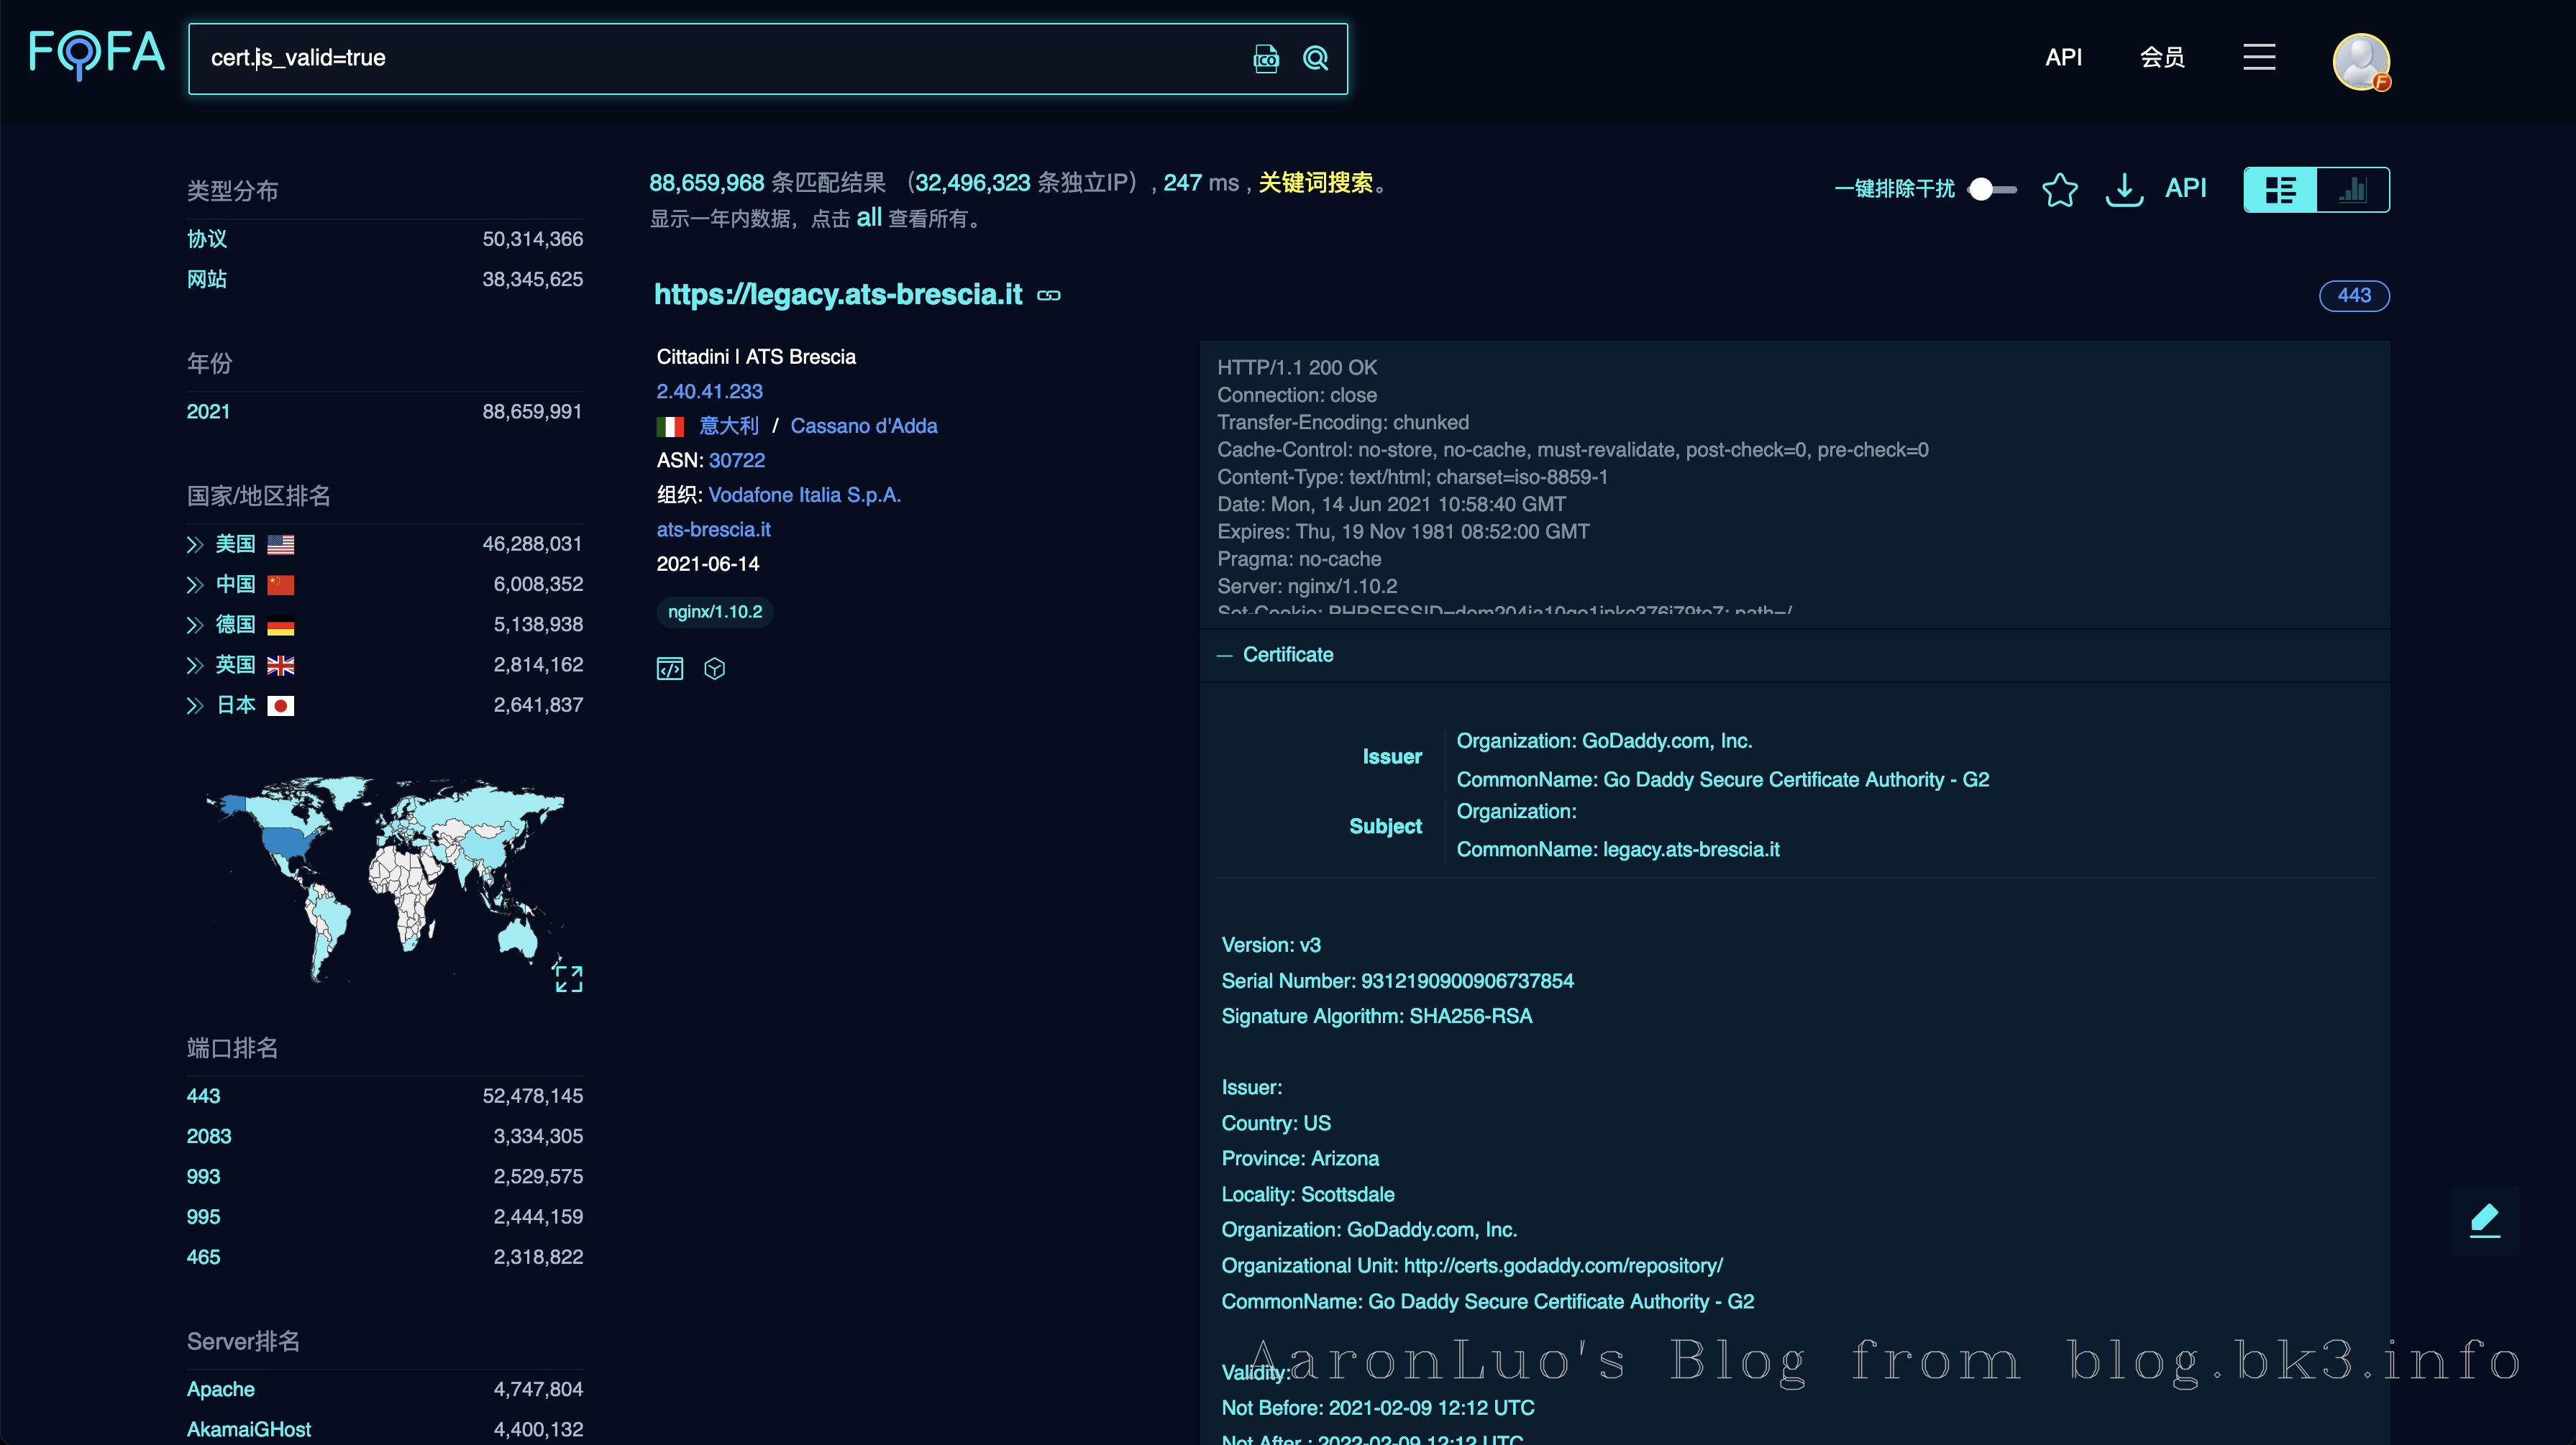 FOFA
cert.is_valid=true
ICO
API
会员
F
88,659,968 条匹配结果 （32,496,323 条独立IP）, 247 ms , 关键词搜索。
显示一年内数据，点击 all 查看所有。
一键排除干扰
API
类型分布
协议 50,314,366
网站 38,345,625
年份
2021 88,659,991
国家/地区排名
美国 46,288,031
中国 6,008,352
德国 5,138,938
英国 2,814,162
日本 2,641,837
端口排名
443 52,478,145
2083 3,334,305
993 2,529,575
995 2,444,159
465 2,318,822
Server排名
Apache 4,747,804
AkamaiGHost 4,400,132
https://legacy.ats-brescia.it
443
Cittadini | ATS Brescia
2.40.41.233
意大利 / Cassano d'Adda
ASN: 30722
组织: Vodafone Italia S.p.A.
ats-brescia.it
2021-06-14
nginx/1.10.2
HTTP/1.1 200 OK
Connection: close
Transfer-Encoding: chunked
Cache-Control: no-store, no-cache, must-revalidate, post-check=0, pre-check=0
Content-Type: text/html; charset=iso-8859-1
Date: Mon, 14 Jun 2021 10:58:40 GMT
Expires: Thu, 19 Nov 1981 08:52:00 GMT
Pragma: no-cache
Server: nginx/1.10.2
Set-Cookie: path=/
— Certificate
Issuer
Organization: GoDaddy.com, Inc.
CommonName: Go Daddy Secure Certificate Authority - G2
Subject
Organization:
CommonName: legacy.ats-brescia.it
Version: v3
Serial Number: 9312190900906737854
Signature Algorithm: SHA256-RSA
Issuer:
Country: US
Province: Arizona
Locality: Scottsdale
Organization: GoDaddy.com, Inc.
Organizational Unit: http://certs.godaddy.com/repository/
CommonName: Go Daddy Secure Certificate Authority - G2
Validity:
Not Before: 2021-02-09 12:12 UTC
Not After : 2022-02-09 12:12 UTC
AaronLuo's Blog from blog.bk3.info